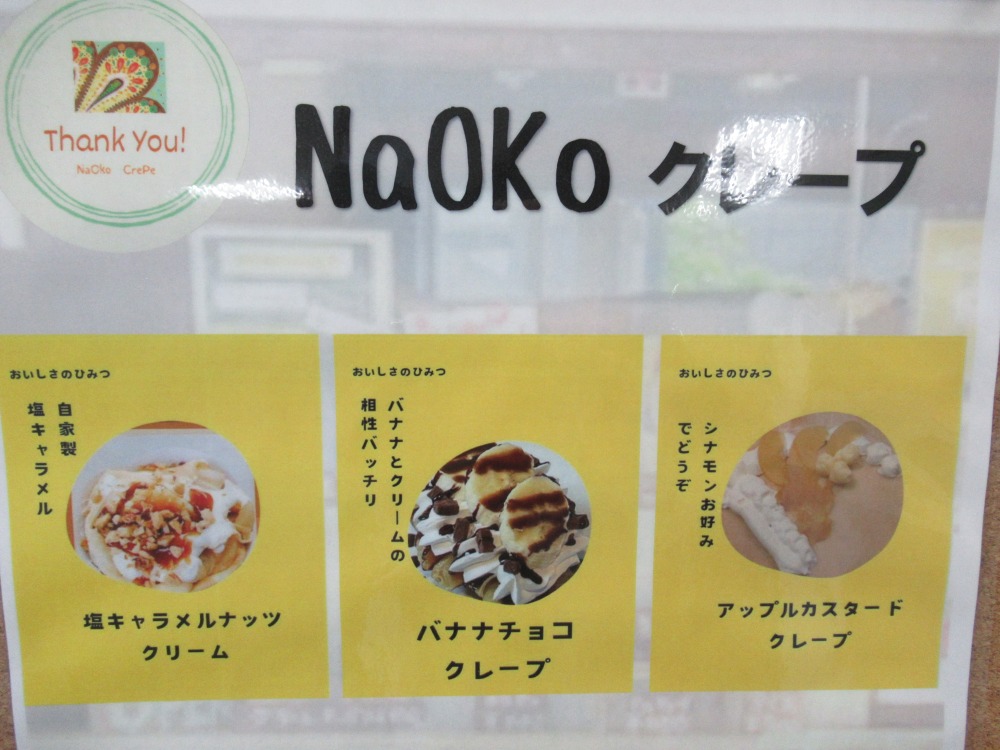 Thank You!
NaOko CrePe
NaOKo クレープ
おいしさのひみつ
自家製
塩キャラメル
塩キャラメルナッツ
クリーム
おいしさのひみつ
バナナとクリームの
相性バッチリ
バナナチョコ
クレープ
おいしさのひみつ
シナモンお好み
でどうぞ
アップルカスタード
クレープ